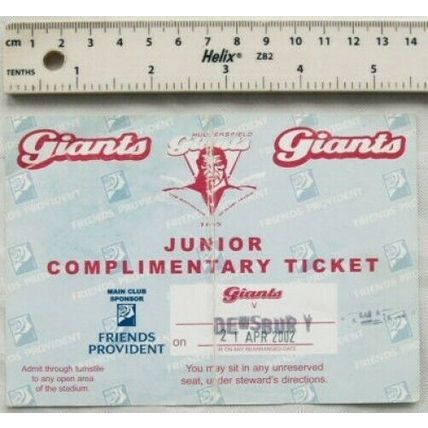 cm 1 2 3 4 5 6 7 8 9 10 11 12 13 14
Helix® Z82
TENTHS 1 2 3 4 5
HUDDERSFIELD
Giants Giants Giants
1895
JUNIOR
COMPLIMENTARY TICKET
MAIN CLUB
SPONSOR
FRIENDS
PROVIDENT
Giants
V
DEWSBURY
on 21 APR 2002
OR ON ANY REARRANGED DATE
Admit through turnstile
to any open area
of the stadium.
You may sit in any unreserved
seat, under steward's directions.
FRIENDS PROVIDENT